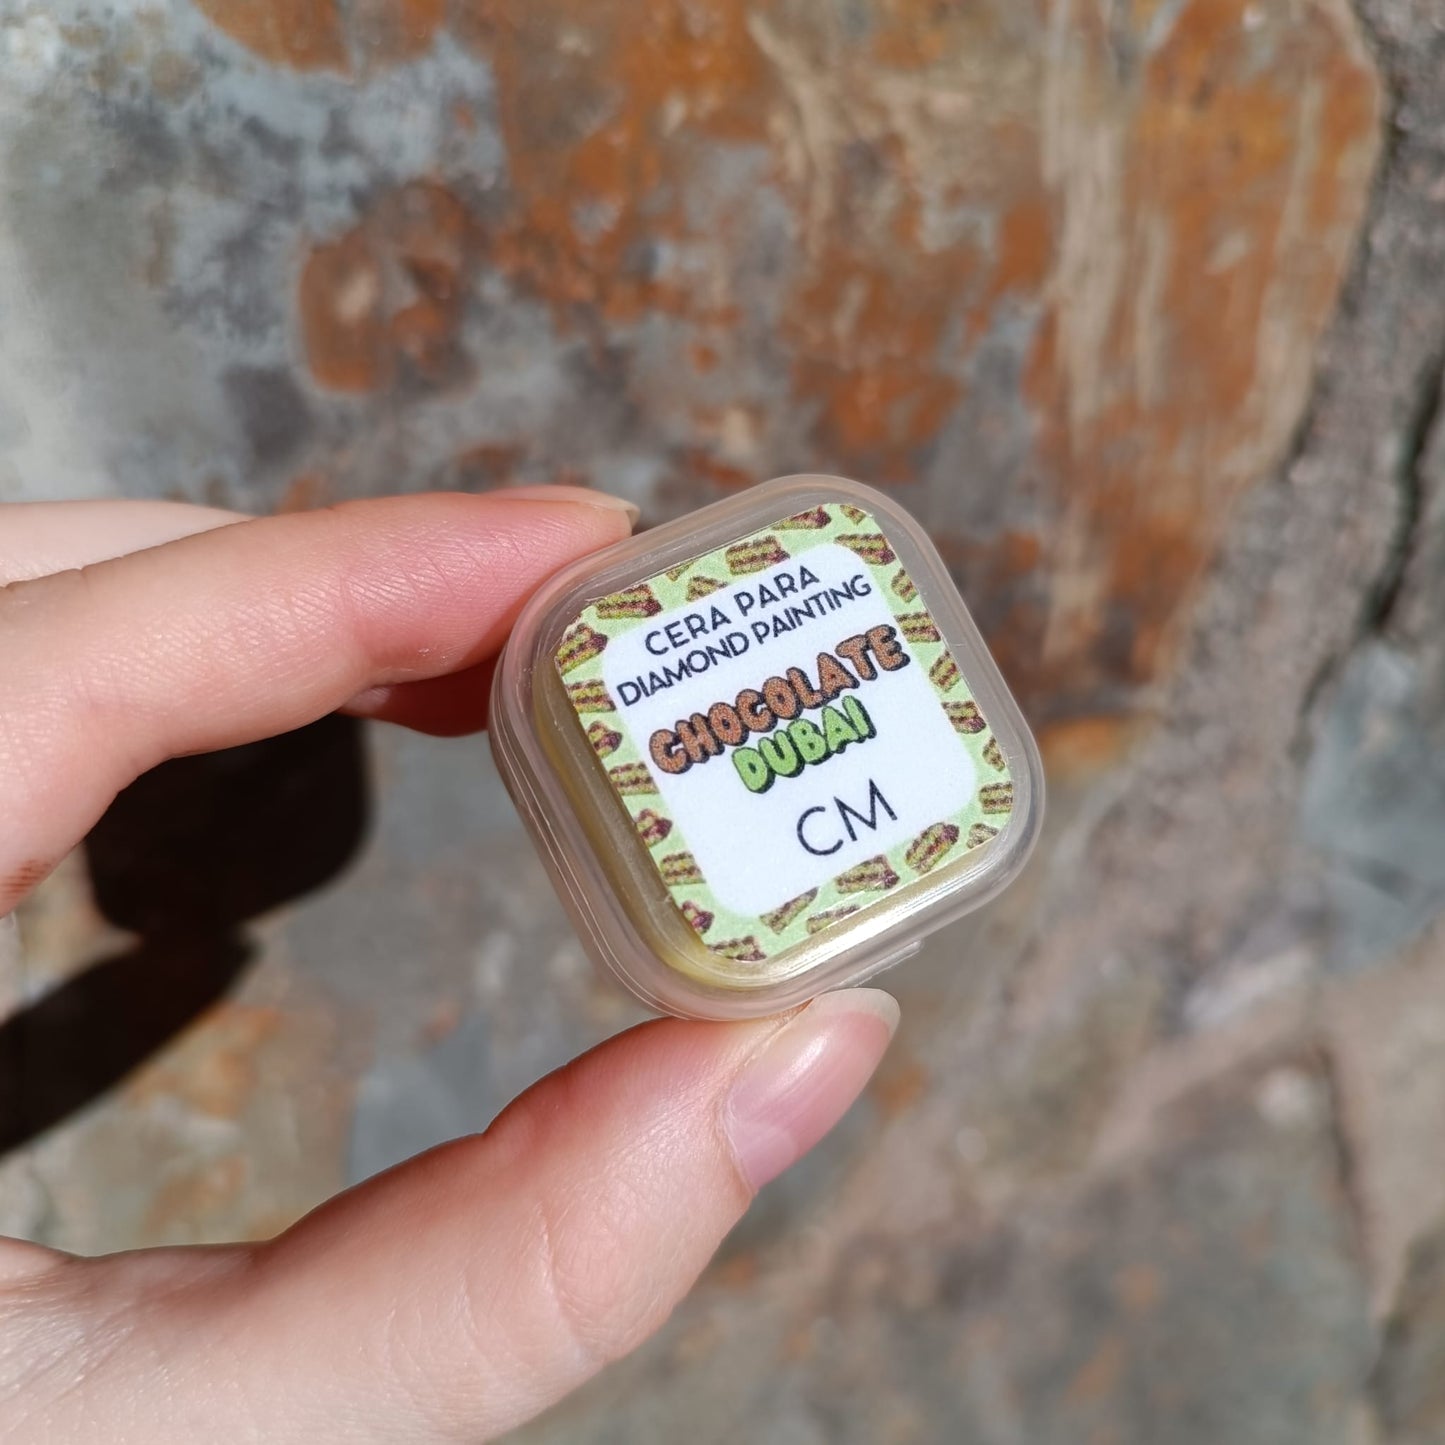 CERA PARA
DIAMOND PAINTING
CHOCOLATE
DUBAI
CM